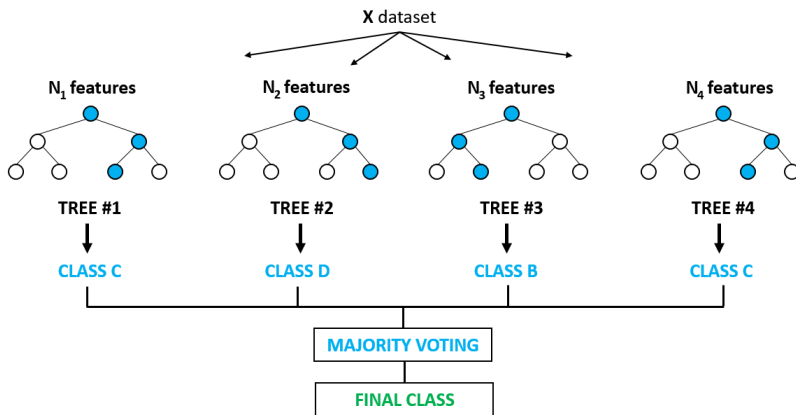 X dataset
N1 features
N2 features
N3 features
N4 features
TREE #1
TREE #2
TREE #3
TREE #4
CLASS C
CLASS D
CLASS B
CLASS C
MAJORITY VOTING
FINAL CLASS